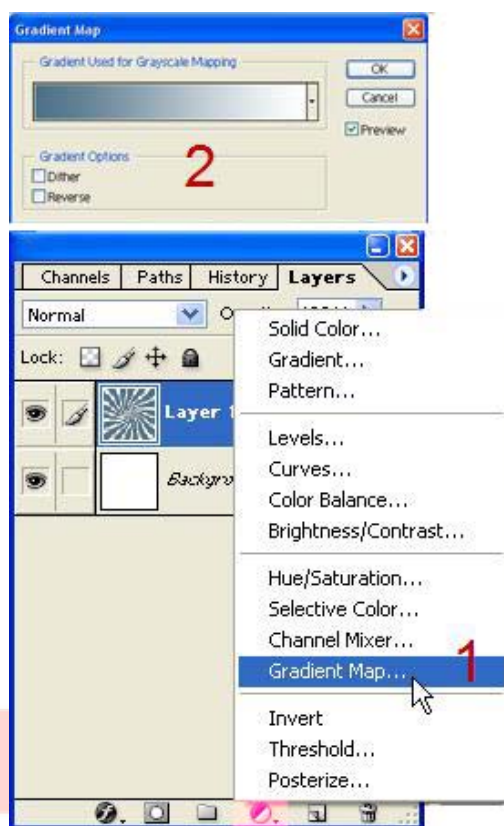 Gradient Map
Gradient Used for Grayscale Mapping
OK
Cancel
Preview
Gradient Options
Dither
Reverse
2
Channels Paths History Layers
Normal
Lock:
Layer
Solid Color...
Gradient...
Pattern...
Levels...
Curves...
Color Balance...
Brightness/Contrast...
Hue/Saturation...
Selective Color...
Channel Mixer...
Gradient Map...
1
Invert
Threshold...
Posterize...